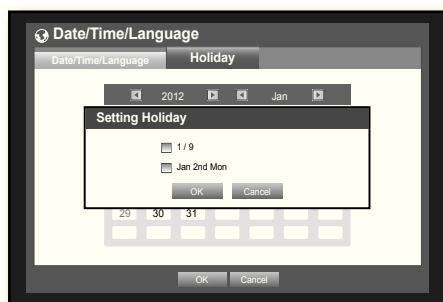 Date/Time/Language
Date/Time/Language Holiday
2012 Jan
Setting Holiday
1 / 9
Jan 2nd Mon
OK Cancel
29 30 31
OK Cancel